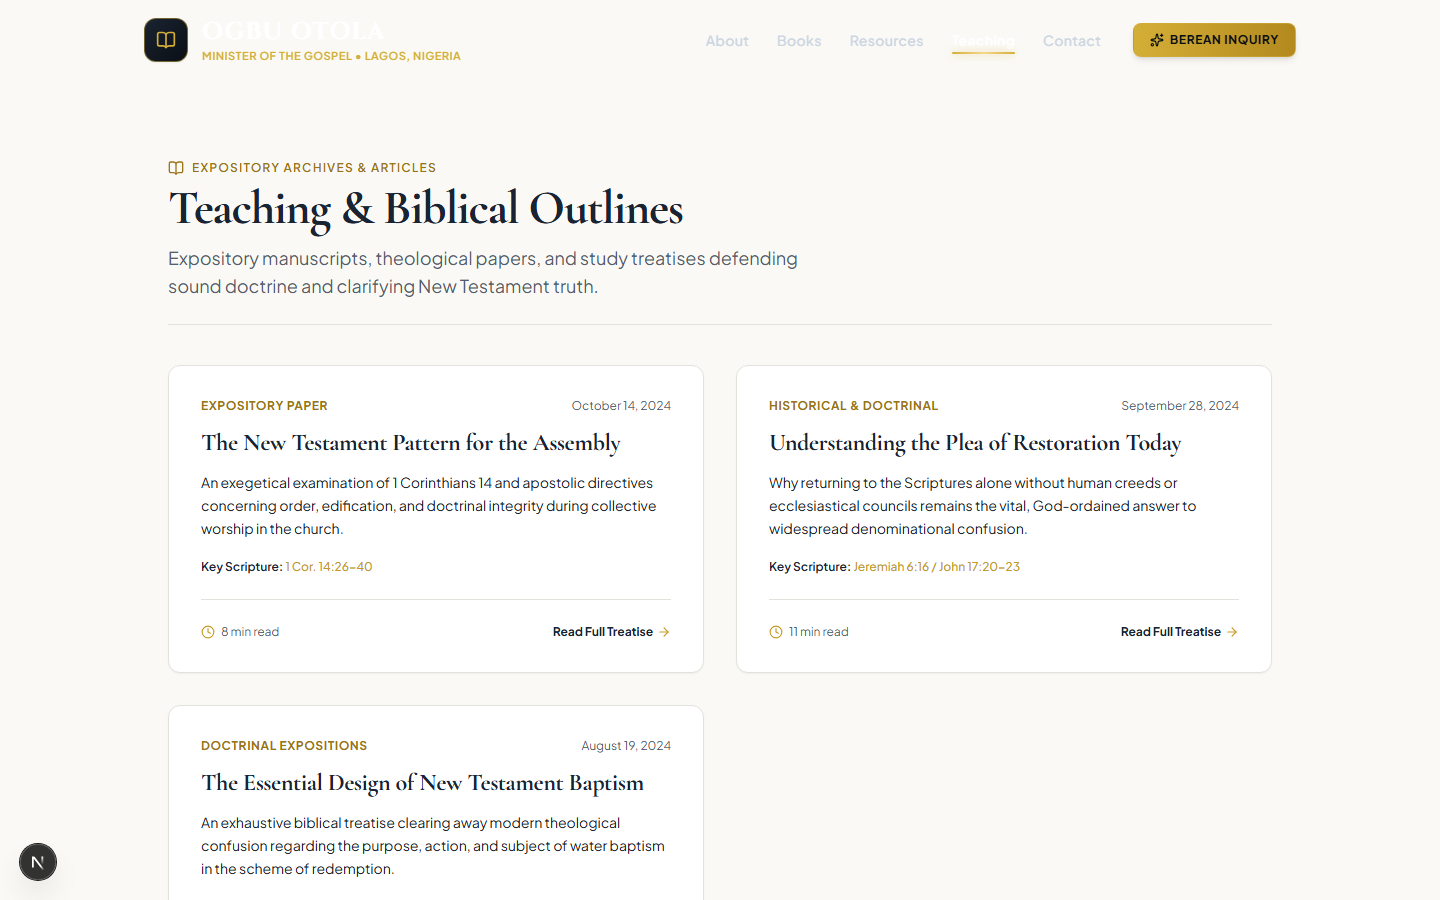 OGBU OTOLA
MINISTER OF THE GOSPEL • LAGOS, NIGERIA
About
Books
Resources
Teaching
Contact
BEREAN INQUIRY
EXPOSITORY ARCHIVES & ARTICLES
Teaching & Biblical Outlines
Expository manuscripts, theological papers, and study treatises defending
sound doctrine and clarifying New Testament truth.
EXPOSITORY PAPER
October 14, 2024
The New Testament Pattern for the Assembly
An exegetical examination of 1 Corinthians 14 and apostolic directives
concerning order, edification, and doctrinal integrity during collective
worship in the church.
Key Scripture: 1 Cor. 14:26–40
8 min read
Read Full Treatise →
HISTORICAL & DOCTRINAL
September 28, 2024
Understanding the Plea of Restoration Today
Why returning to the Scriptures alone without human creeds or
ecclesiastical councils remains the vital, God-ordained answer to
widespread denominational confusion.
Key Scripture: Jeremiah 6:16 / John 17:20–23
11 min read
Read Full Treatise →
DOCTRINAL EXPOSITIONS
August 19, 2024
The Essential Design of New Testament Baptism
An exhaustive biblical treatise clearing away modern theological
confusion regarding the purpose, action, and subject of water baptism
in the scheme of redemption.
N